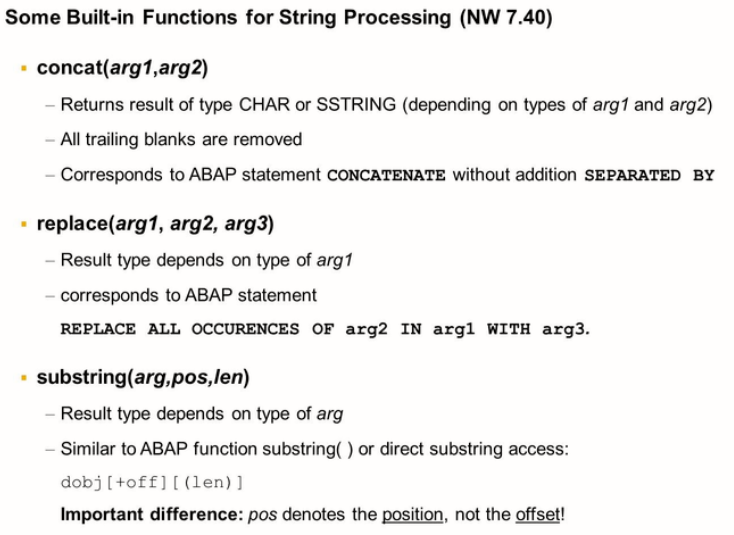 Some Built-in Functions for String Processing (NW 7.40)
▪ concat(arg1,arg2)
– Returns result of type CHAR or SSTRING (depending on types of arg1 and arg2)
– All trailing blanks are removed
– Corresponds to ABAP statement CONCATENATE without addition SEPARATED BY
▪ replace(arg1, arg2, arg3)
– Result type depends on type of arg1
– corresponds to ABAP statement
REPLACE ALL OCCURENCES OF arg2 IN arg1 WITH arg3.
▪ substring(arg,pos,len)
– Result type depends on type of arg
– Similar to ABAP function substring( ) or direct substring access:
dobj[+off][(len)]
Important difference: pos denotes the position, not the offset!